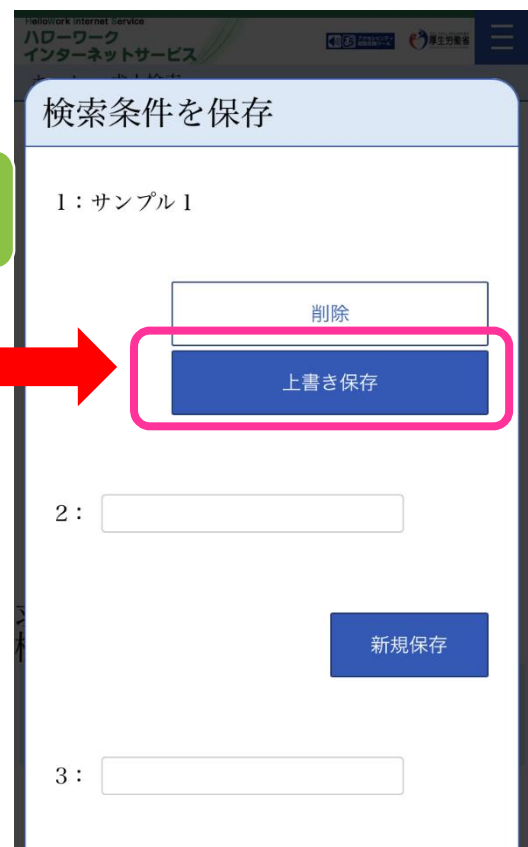 HelloWork Internet Service
ハローワーク
インターネットサービス
厚生労働省
検索条件を保存
1：サンプル1
削除
上書き保存
2：
新規保存
3：